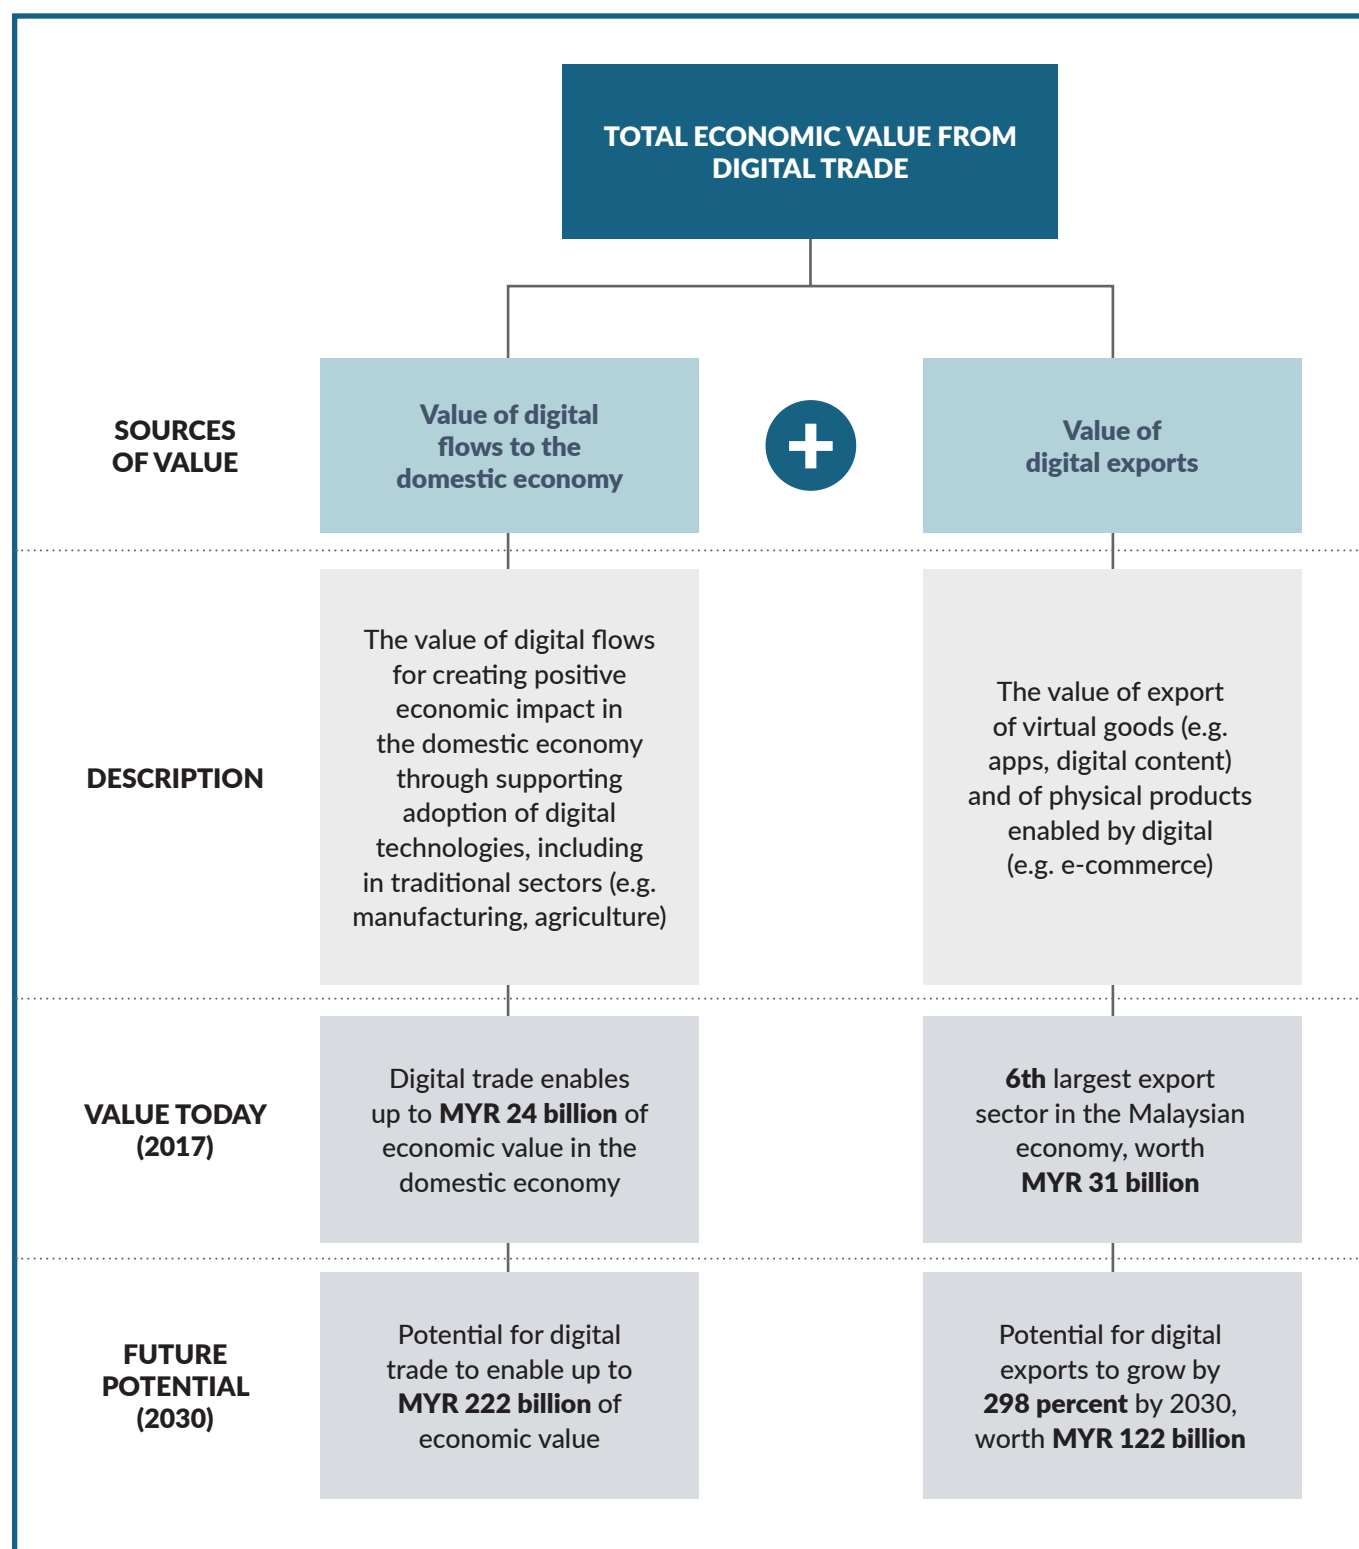 TOTAL ECONOMIC VALUE FROM
DIGITAL TRADE
SOURCES
OF VALUE
Value of digital
flows to the
domestic economy
Value of
digital exports
DESCRIPTION
The value of digital flows
for creating positive
economic impact in
the domestic economy
through supporting
adoption of digital
technologies, including
in traditional sectors (e.g.
manufacturing, agriculture)
The value of export
of virtual goods (e.g.
apps, digital content)
and of physical products
enabled by digital
(e.g. e-commerce)
VALUE TODAY
(2017)
Digital trade enables
up to MYR 24 billion of
economic value in the
domestic economy
6th largest export
sector in the Malaysian
economy, worth
MYR 31 billion
FUTURE
POTENTIAL
(2030)
Potential for digital
trade to enable up to
MYR 222 billion of
economic value
Potential for digital
exports to grow by
298 percent by 2030,
worth MYR 122 billion